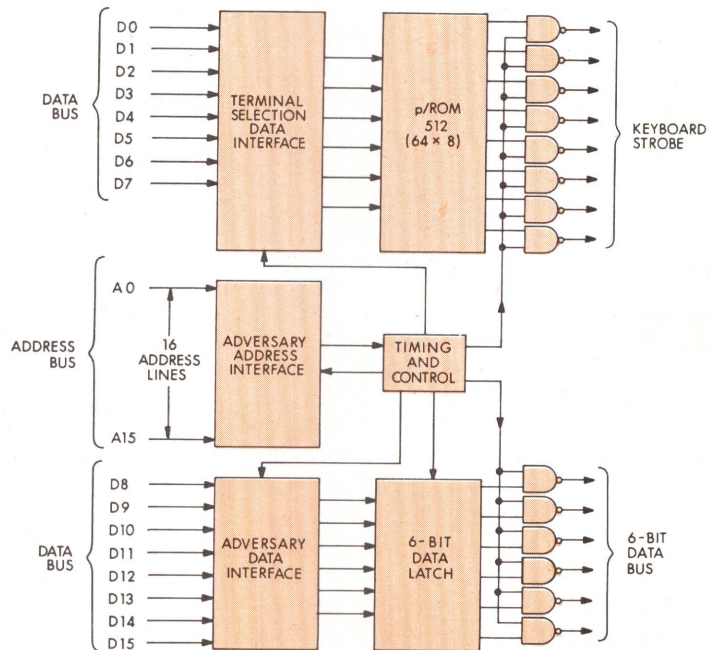 D0
D1
D2
D3
D4
D5
D6
D7
DATA
BUS
TERMINAL
SELECTION
DATA
INTERFACE
p/ROM
512
(64 × 8)
KEYBOARD
STROBE
ADDRESS
BUS
A0
16
ADDRESS
LINES
A15
ADVERSARY
ADDRESS
INTERFACE
TIMING
AND
CONTROL
DATA
BUS
D8
D9
D10
D11
D12
D13
D14
D15
ADVERSARY
DATA
INTERFACE
6-BIT
DATA
LATCH
6-BIT
DATA
BUS